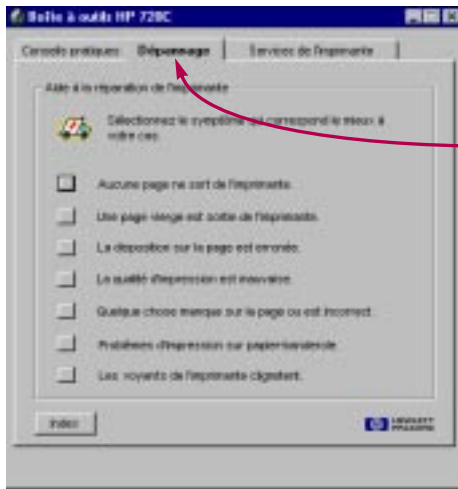 Boîte à outils HP 720C
Conseils pratiques Dépannage Services de l'imprimante
Aide à la réparation de l'imprimante
Sélectionnez le symptôme qui correspond le mieux à
votre cas.
Aucune page ne sort de l'imprimante.
Une page vierge est sortie de l'imprimante.
La disposition sur la page est erronée.
La qualité d'impression est mauvaise.
Quelque chose manque sur la page ou est incorrect.
Problèmes d'impression sur papier-banderole.
Les voyants de l'imprimante clignotent.
Index
HEWLETT
PACKARD